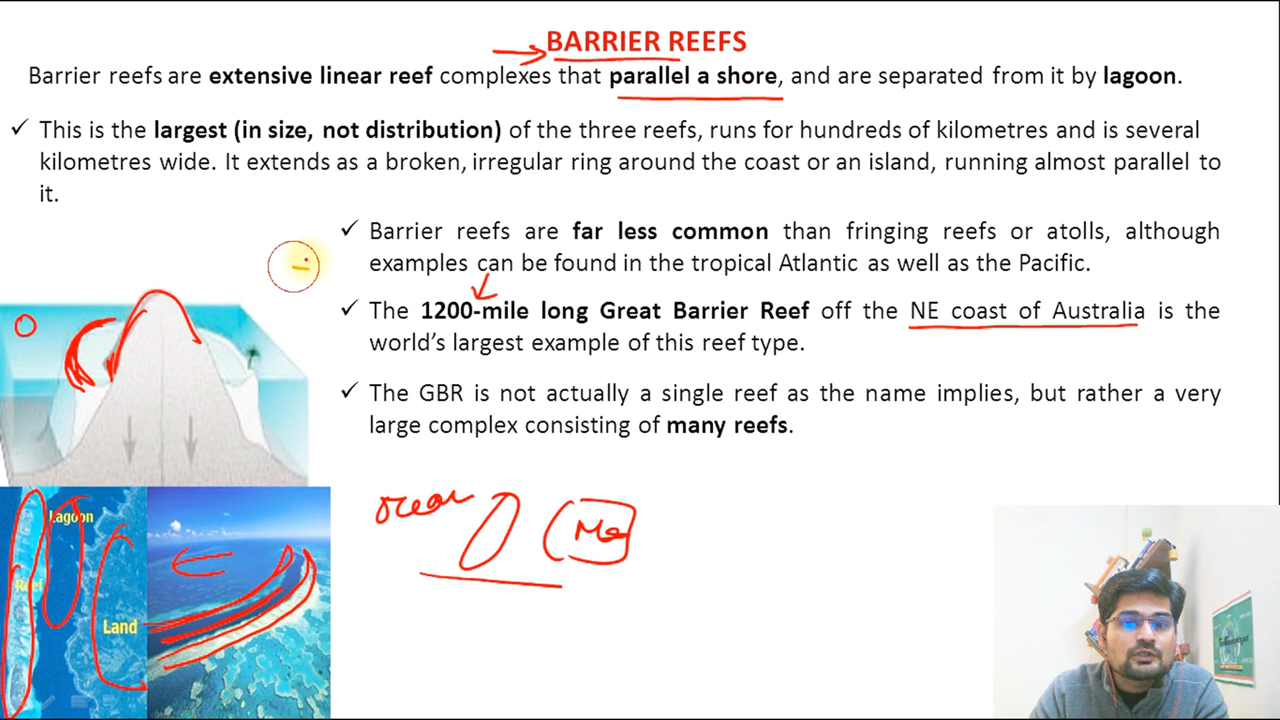 BARRIER REEFS
Barrier reefs are extensive linear reef complexes that parallel a shore, and are separated from it by lagoon.
✓ This is the largest (in size, not distribution) of the three reefs, runs for hundreds of kilometres and is several
kilometres wide. It extends as a broken, irregular ring around the coast or an island, running almost parallel to
it.
✓ Barrier reefs are far less common than fringing reefs or atolls, although
examples can be found in the tropical Atlantic as well as the Pacific.
✓ The 1200-mile long Great Barrier Reef off the NE coast of Australia is the
world’s largest example of this reef type.
✓ The GBR is not actually a single reef as the name implies, but rather a very
large complex consisting of many reefs.
Lagoon
Reef
Land
ocean